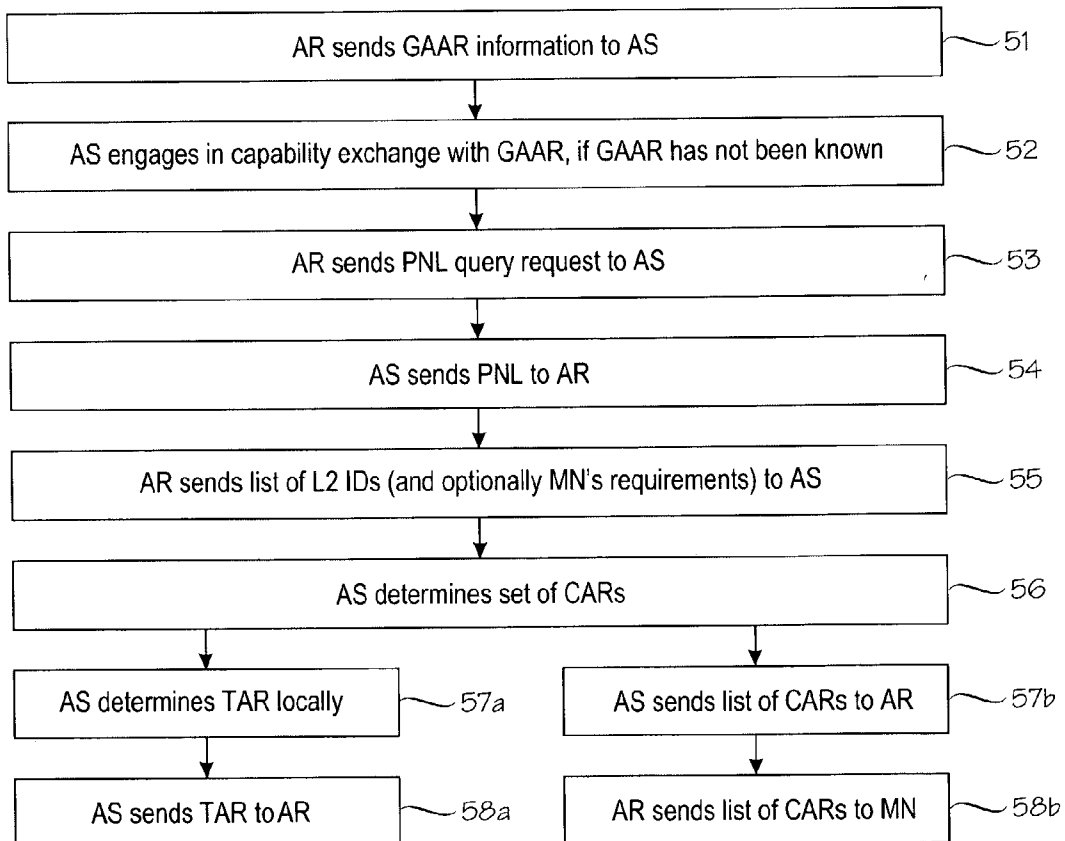 AR sends GAAR information to AS 51
AS engages in capability exchange with GAAR, if GAAR has not been known 52
AR sends PNL query request to AS 53
AS sends PNL to AR 54
AR sends list of L2 IDs (and optionally MN's requirements) to AS 55
AS determines set of CARs 56
AS determines TAR locally 57a
AS sends list of CARs to AR 57b
AS sends TAR to AR 58a
AR sends list of CARs to MN 58b